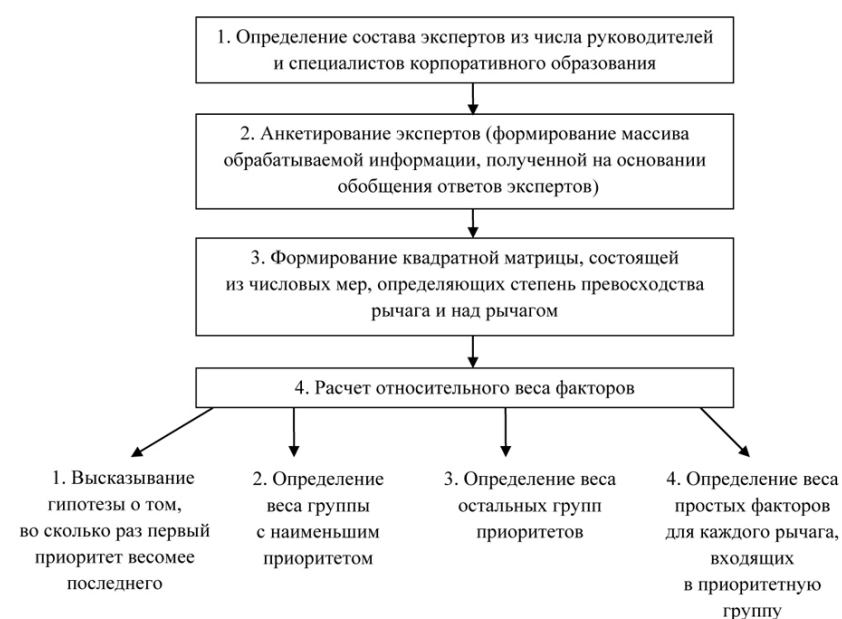 1. Определение состава экспертов из числа руководителей
и специалистов корпоративного образования
2. Анкетирование экспертов (формирование массива
обрабатываемой информации, полученной на основании
обобщения ответов экспертов)
3. Формирование квадратной матрицы, состоящей
из числовых мер, определяющих степень превосходства
рычага и над рычагом
4. Расчет относительного веса факторов
1. Высказывание
гипотезы о том,
во сколько раз первый
приоритет весомее
последнего
2. Определение
веса группы
с наименьшим
приоритетом
3. Определение веса
остальных групп
приоритетов
4. Определение веса
простых факторов
для каждого рычага,
входящих
в приоритетную
группу